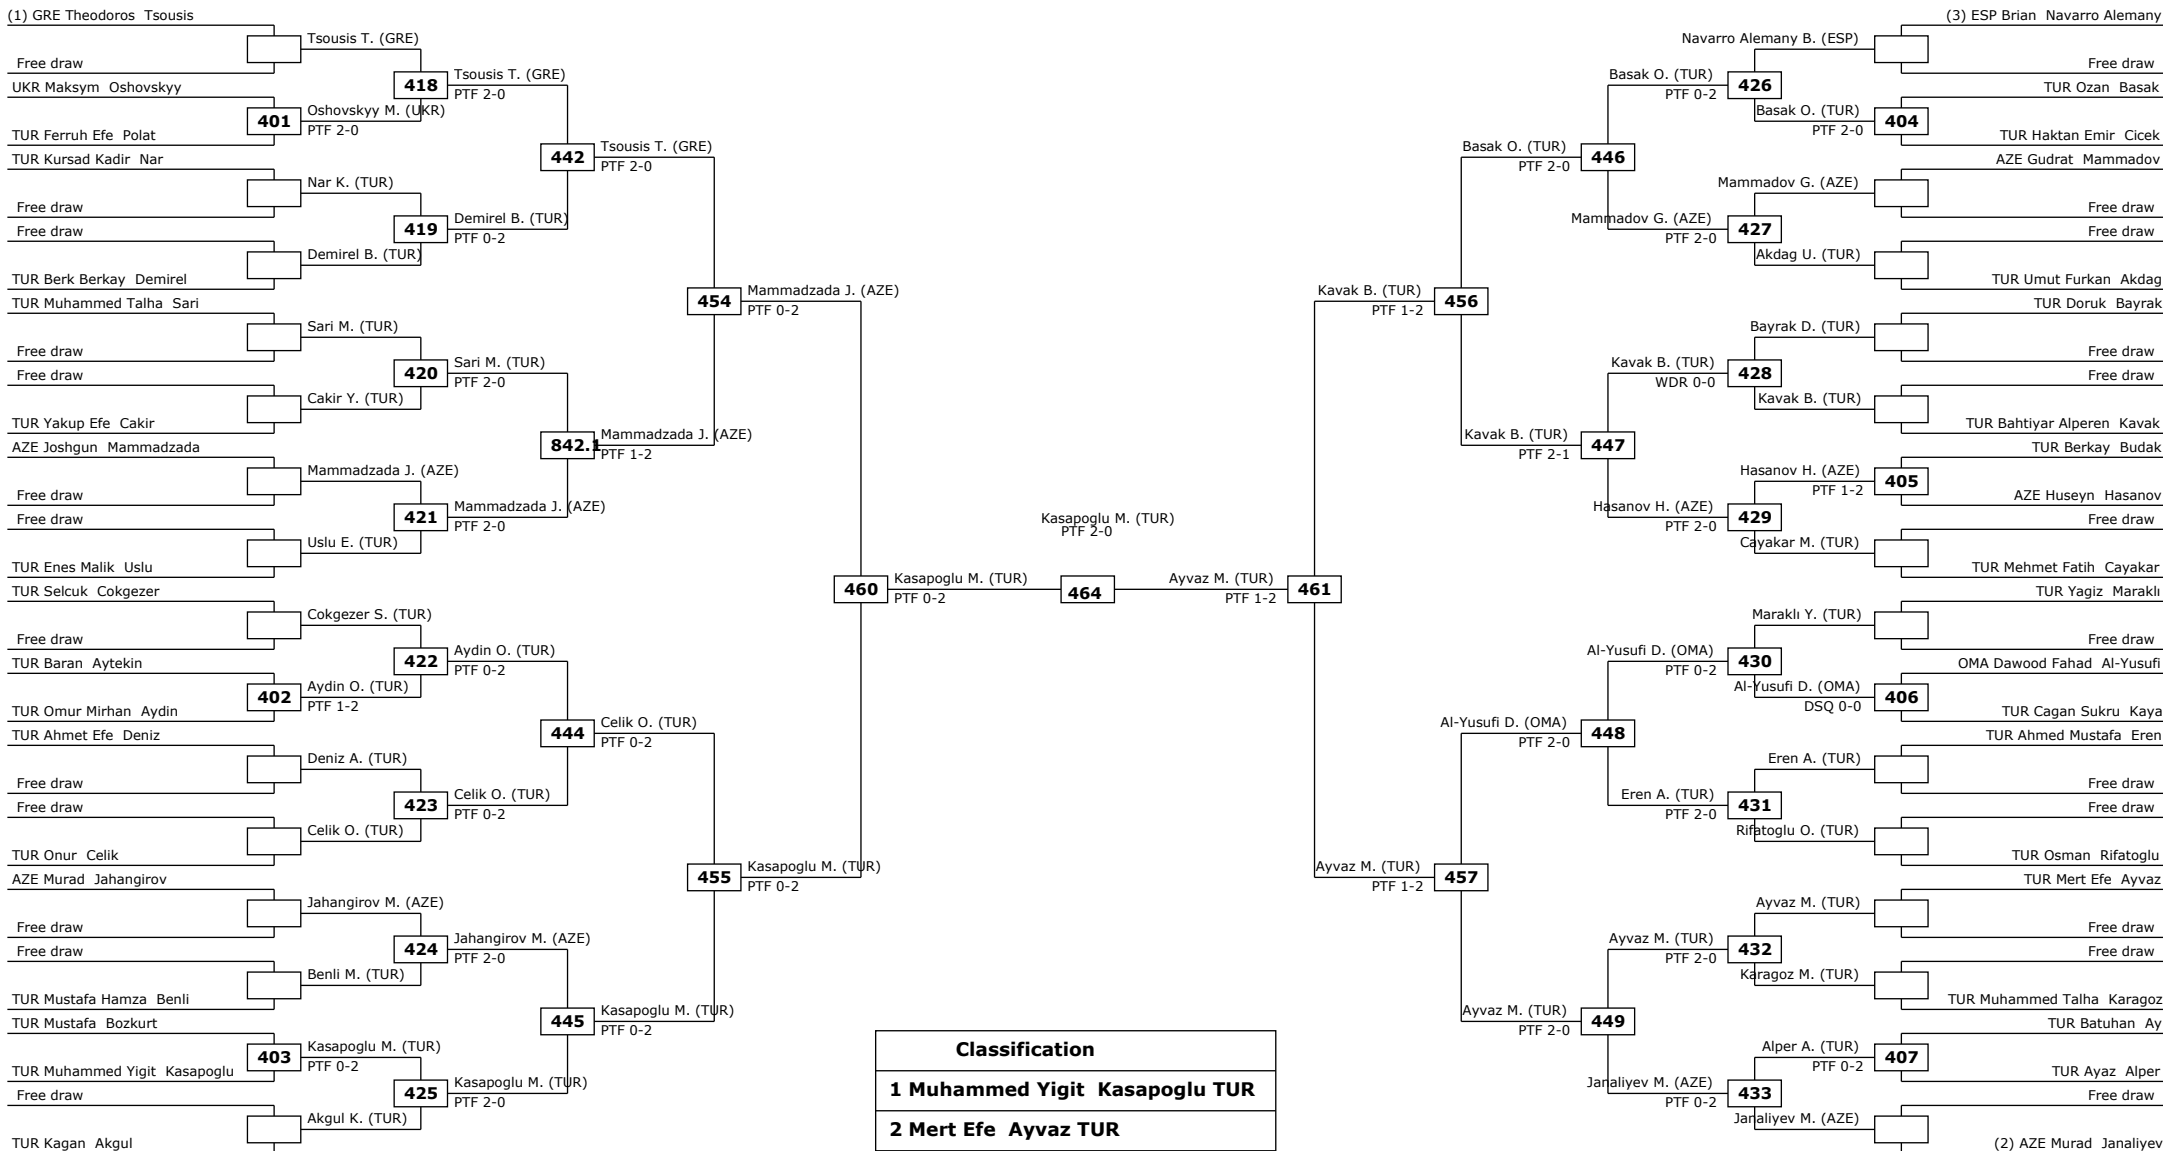 (1) GRE Theodoros Tsousis
Free draw
UKR Maksym Oshovskyy
TUR Ferruh Efe Polat
TUR Kursad Kadir Nar
Free draw
Free draw
TUR Berk Berkay Demirel
TUR Muhammed Talha Sari
Free draw
Free draw
TUR Yakup Efe Cakir
AZE Joshgun Mammadzada
Free draw
Free draw
TUR Enes Malik Uslu
TUR Selcuk Cokgezer
Free draw
TUR Baran Aytekin
TUR Omur Mirhan Aydin
TUR Ahmet Efe Deniz
Free draw
Free draw
TUR Onur Celik
AZE Murad Jahangirov
Free draw
Free draw
TUR Mustafa Hamza Benli
TUR Mustafa Bozkurt
TUR Muhammed Yigit Kasapoglu
Free draw
TUR Kagan Akgul
401
402
403
Tsousis T. (GRE)
Oshovskyy M. (UKR)
PTF 2-0
Nar K. (TUR)
Demirel B. (TUR)
Sari M. (TUR)
Cakir Y. (TUR)
Mammadzada J. (AZE)
Uslu E. (TUR)
Cokgezer S. (TUR)
Aydin O. (TUR)
PTF 1-2
Deniz A. (TUR)
Celik O. (TUR)
Jahangirov M. (AZE)
Benli M. (TUR)
Kasapoglu M. (TUR)
PTF 0-2
Akgul K. (TUR)
418
419
420
421
422
423
424
425
Tsousis T. (GRE)
PTF 2-0
Demirel B. (TUR)
PTF 0-2
Sari M. (TUR)
PTF 2-0
Mammadzada J. (AZE)
PTF 2-0
Aydin O. (TUR)
PTF 0-2
Celik O. (TUR)
PTF 0-2
Jahangirov M. (AZE)
PTF 2-0
Kasapoglu M. (TUR)
PTF 2-0
442
842.1
444
445
Tsousis T. (GRE)
PTF 2-0
Mammadzada J. (AZE)
PTF 1-2
Celik O. (TUR)
PTF 0-2
Kasapoglu M. (TUR)
PTF 0-2
454
455
Mammadzada J. (AZE)
PTF 0-2
Kasapoglu M. (TUR)
PTF 0-2
460
Kasapoglu M. (TUR)
PTF 0-2
Kasapoglu M. (TUR)
PTF 2-0
464
Ayvaz M. (TUR)
PTF 1-2
461
Kavak B. (TUR)
PTF 1-2
Ayvaz M. (TUR)
PTF 1-2
456
457
Basak O. (TUR)
PTF 2-0
Kavak B. (TUR)
PTF 2-1
Al-Yusufi D. (OMA)
PTF 2-0
Ayvaz M. (TUR)
PTF 2-0
446
447
448
449
Basak O. (TUR)
PTF 0-2
Mammadov G. (AZE)
PTF 2-0
Kavak B. (TUR)
WDR 0-0
Hasanov H. (AZE)
PTF 2-0
Al-Yusufi D. (OMA)
PTF 0-2
Eren A. (TUR)
PTF 2-0
Ayvaz M. (TUR)
PTF 2-0
Janaliyev M. (AZE)
PTF 0-2
426
427
428
429
430
431
432
433
Navarro Alemany B. (ESP)
Basak O. (TUR)
PTF 2-0
Mammadov G. (AZE)
Akdag U. (TUR)
Bayrak D. (TUR)
Kavak B. (TUR)
Hasanov H. (AZE)
PTF 1-2
Cayakar M. (TUR)
Maraklı Y. (TUR)
Al-Yusufi D. (OMA)
DSQ 0-0
Eren A. (TUR)
Rifatoglu O. (TUR)
Ayvaz M. (TUR)
Karagoz M. (TUR)
Alper A. (TUR)
PTF 0-2
Janaliyev M. (AZE)
404
405
406
407
(3) ESP Brian Navarro Alemany
Free draw
TUR Ozan Basak
TUR Haktan Emir Cicek
AZE Gudrat Mammadov
Free draw
Free draw
TUR Umut Furkan Akdag
TUR Doruk Bayrak
Free draw
Free draw
TUR Bahtiyar Alperen Kavak
TUR Berkay Budak
AZE Huseyn Hasanov
Free draw
TUR Mehmet Fatih Cayakar
TUR Yagiz Maraklı
Free draw
OMA Dawood Fahad Al-Yusufi
TUR Cagan Sukru Kaya
TUR Ahmed Mustafa Eren
Free draw
Free draw
TUR Osman Rifatoglu
TUR Mert Efe Ayvaz
Free draw
Free draw
TUR Muhammed Talha Karagoz
TUR Batuhan Ay
TUR Ayaz Alper
Free draw
(2) AZE Murad Janaliyev
Classification
1 Muhammed Yigit Kasapoglu TUR
2 Mert Efe Ayvaz TUR